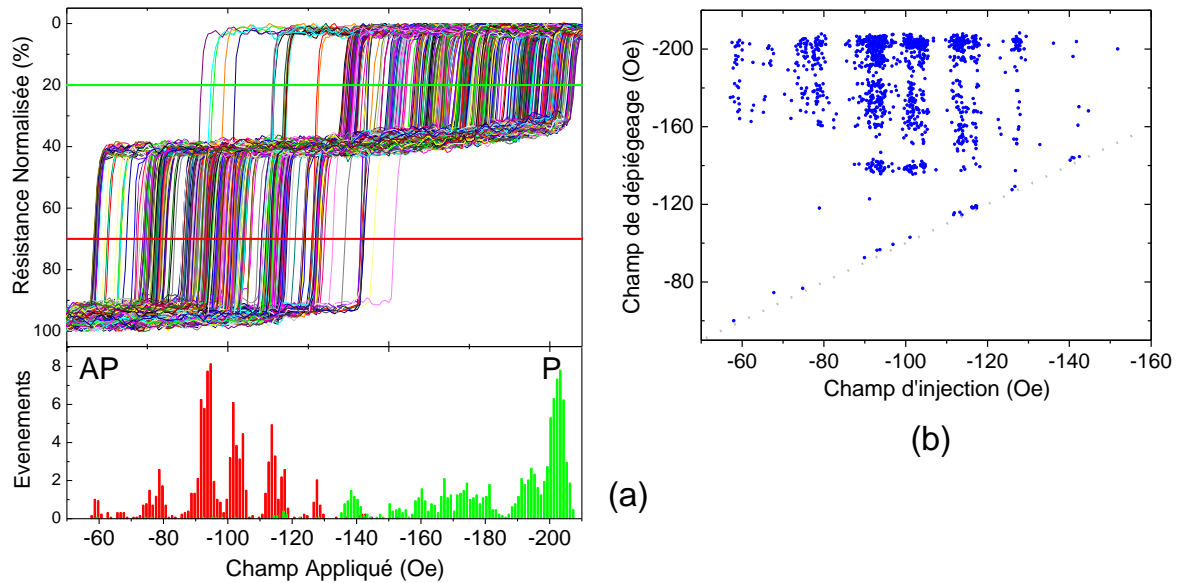 Résistance Normalisée (%)
0
20
40
60
80
100
AP
P
Evenements
8
6
4
2
0
-60 -80 -100 -120 -140 -160 -180 -200
Champ Appliqué (Oe)
(a)
Champ de dépiégeage (Oe)
-200
-160
-120
-80
-60 -80 -100 -120 -140 -160
Champ d'injection (Oe)
(b)